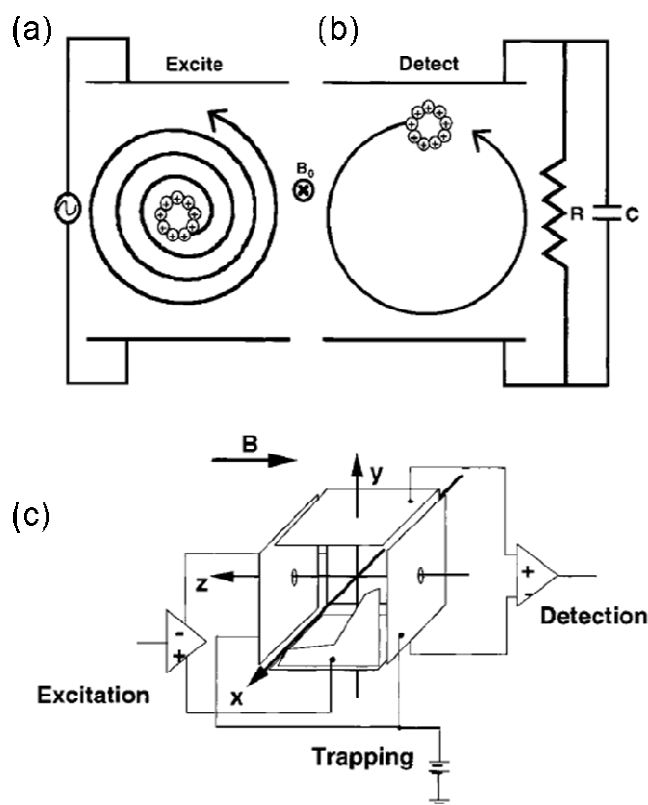 (a)
Excite
(b)
Detect
B₀
R
C
(c)
B
y
z
x
-
+
Excitation
+
-
Detection
Trapping